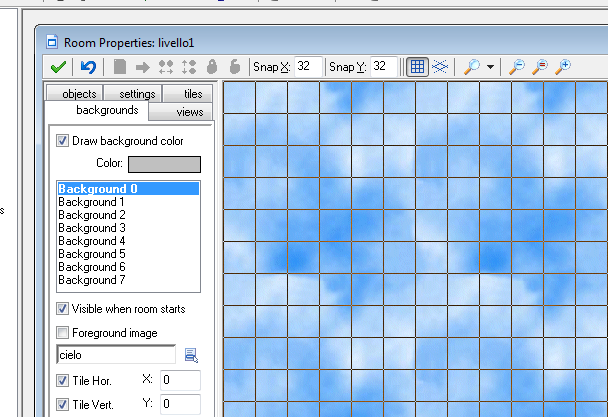 Room Properties: livello1
Snap X: 32 Snap Y: 32
objects settings tiles
backgrounds views
Draw background color
Color:
Background 0
Background 1
Background 2
Background 3
Background 4
Background 5
Background 6
Background 7
s
Visible when room starts
Foreground image
cielo
Tile Hor. X: 0
Tile Vert. Y: 0